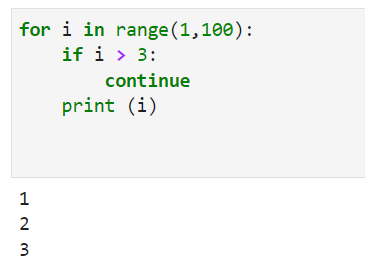 for i in range(1,100):
    if i > 3:
        continue
    print (i)
1
2
3